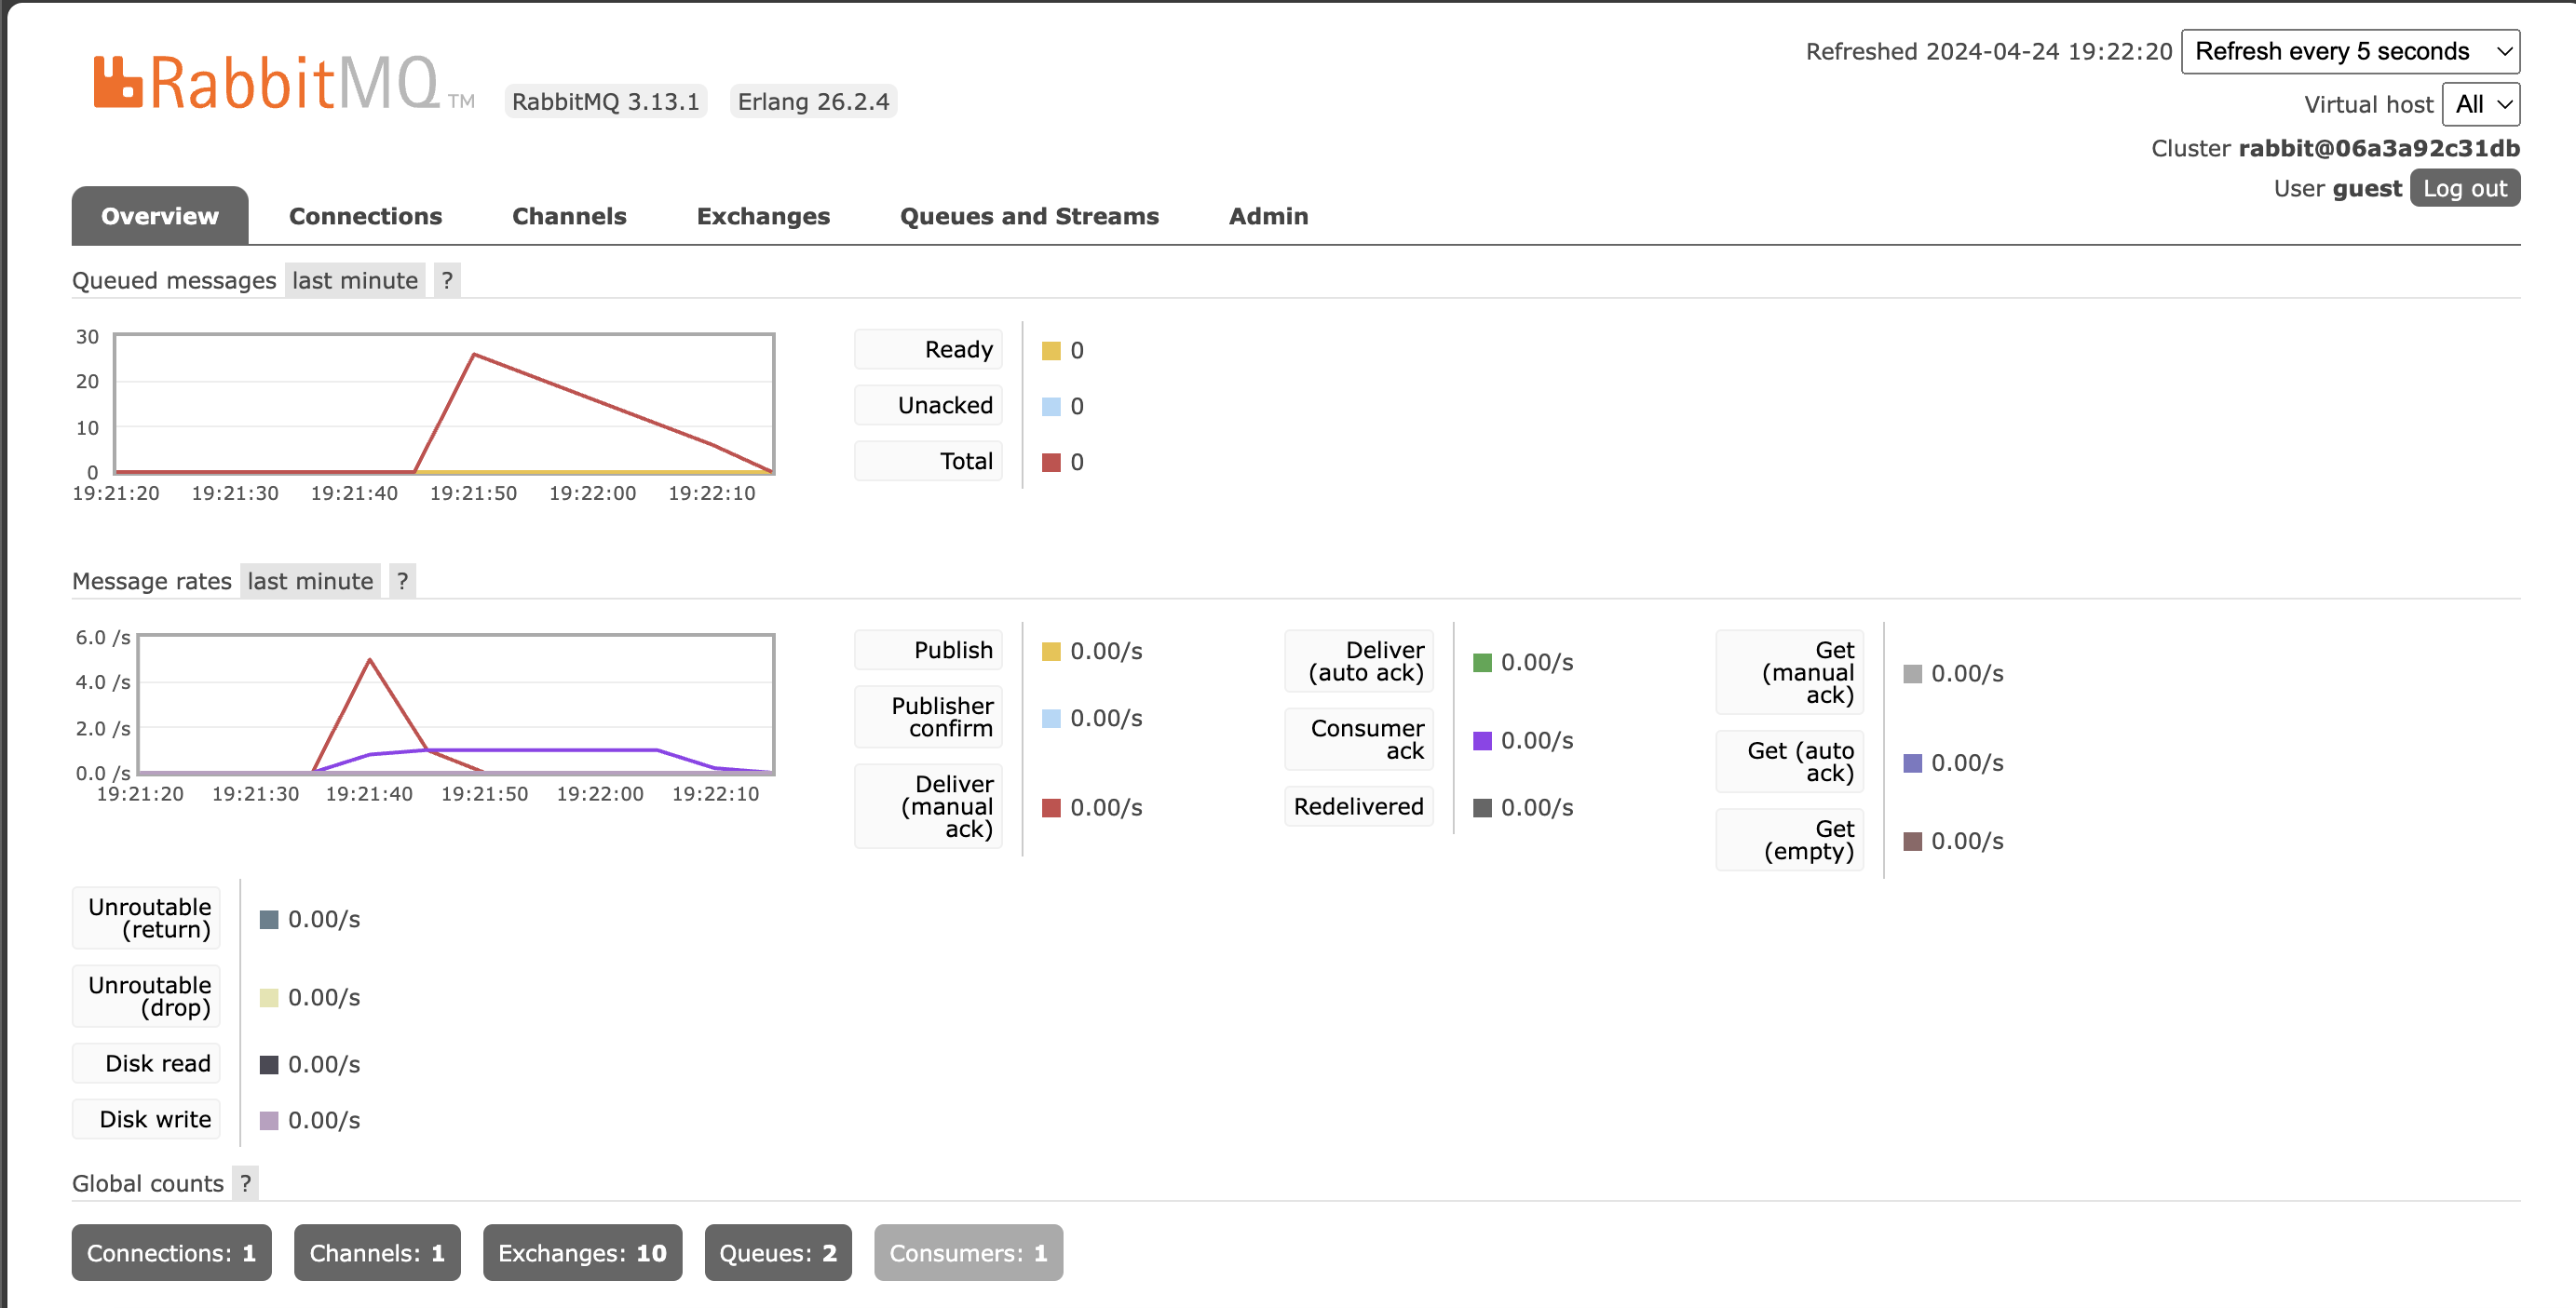 RabbitMQ TM
RabbitMQ 3.13.1 Erlang 26.2.4
Refreshed 2024-04-24 19:22:20 Refresh every 5 seconds
Virtual host All
Cluster rabbit@06a3a92c31db
User guest Log out
Overview Connections Channels Exchanges Queues and Streams Admin
Queued messages last minute ?
30
20
10
0
19:21:20 19:21:30 19:21:40 19:21:50 19:22:00 19:22:10
Ready 0
Unacked 0
Total 0
Message rates last minute ?
6.0 /s
4.0 /s
2.0 /s
0.0 /s
19:21:20 19:21:30 19:21:40 19:21:50 19:22:00 19:22:10
Publish 0.00/s
Publisher
confirm 0.00/s
Deliver
(manual 0.00/s
ack)
Deliver
(auto ack) 0.00/s
Consumer
ack 0.00/s
Redelivered 0.00/s
Get
(manual 0.00/s
ack)
Get (auto
ack) 0.00/s
Get
(empty) 0.00/s
Unroutable
(return) 0.00/s
Unroutable
(drop) 0.00/s
Disk read 0.00/s
Disk write 0.00/s
Global counts ?
Connections: 1 Channels: 1 Exchanges: 10 Queues: 2 Consumers: 1